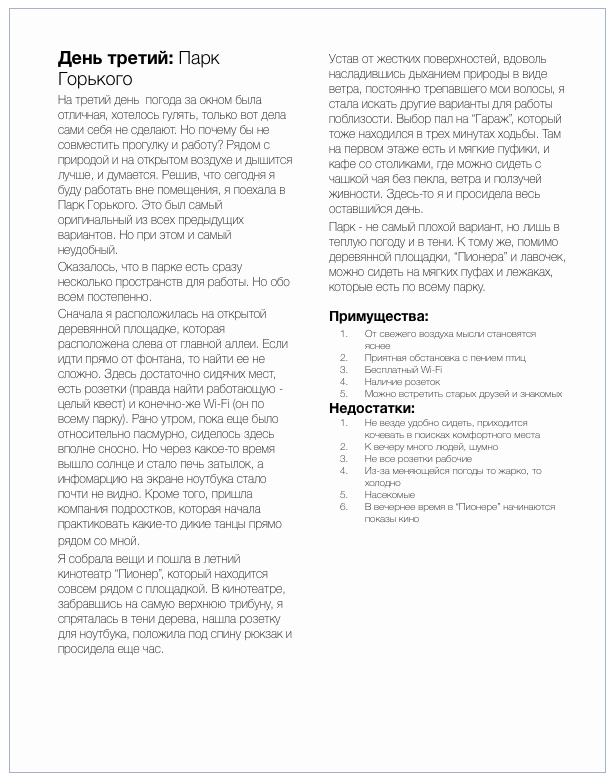 День третий: Парк
Горького
На третий день  погода за окном была
отличная, хотелось гулять, только вот дела
сами себя не сделают. Но почему бы не
совместить прогулку и работу? Рядом с
природой и на открытом воздухе и дышится
лучше, и думается. Решив, что сегодня я
буду работать вне помещения, я поехала в
Парк Горького. Это был самый
оригинальный из всех предыдущих
вариантов. Но при этом и самый
неудобный.
Оказалось, что в парке есть сразу
несколько пространств для работы. Но обо
всем постепенно.
Сначала я расположилась на открытой
деревянной площадке, которая
расположена слева от главной аллеи. Если
идти прямо от фонтана, то найти ее не
сложно. Здесь достаточно сидячих мест,
есть розетки (правда найти работающую -
целый квест) и конечно-же Wi-Fi (он по
всему парку). Рано утром, пока еще было
относительно пасмурно, сиделось здесь
вполне сносно. Но через какое-то время
вышло солнце и стало печь затылок, а
инфомарцию на экране ноутбука стало
почти не видно. Кроме того, пришла
компания подростков, которая начала
практиковать какие-то дикие танцы прямо
рядом со мной.
Я собрала вещи и пошла в летний
кинотеатр “Пионер”, который находится
совсем рядом с площадкой. В кинотеатре,
забравшись на самую верхнюю трибуну, я
спряталась в тени дерева, нашла розетку
для ноутбука, положила под спину рюкзак и
просидела еще час.
Устав от жестких поверхностей, вдоволь
насладившись дыханием природы в виде
ветра, постоянно трепавшего мои волосы, я
стала искать другие варианты для работы
поблизости. Выбор пал на “Гараж”, который
тоже находился в трех минутах ходьбы. Там
на первом этаже есть и мягкие пуфики, и
кафе со столиками, где можно сидеть с
чашкой чая без пекла, ветра и ползучей
живности. Здесь-то я и просидела весь
оставшийся день.
Парк - не самый плохой вариант, но лишь в
теплую погоду и в тени. К тому же, помимо
деревянной площадки, “Пионера” и лавочек,
можно сидеть на мягких пуфах и лежаках,
которые есть по всему парку.
Примущества:
1. От свежего воздуха мысли становятся
яснее
2. Приятная обстановка с пением птиц
3. Бесплатный Wi-Fi
4. Наличие розеток
5. Можно встретить старых друзей и знакомых
Недостатки:
1. Не везде удобно сидеть, приходится
кочевать в поисках комфортного места
2. К вечеру много людей, шумно
3. Не все розетки рабочие
4. Из-за меняющейся погоды то жарко, то
холодно
5. Насекомые
6. В вечернее время в “Пионере” начинаются
показы кино